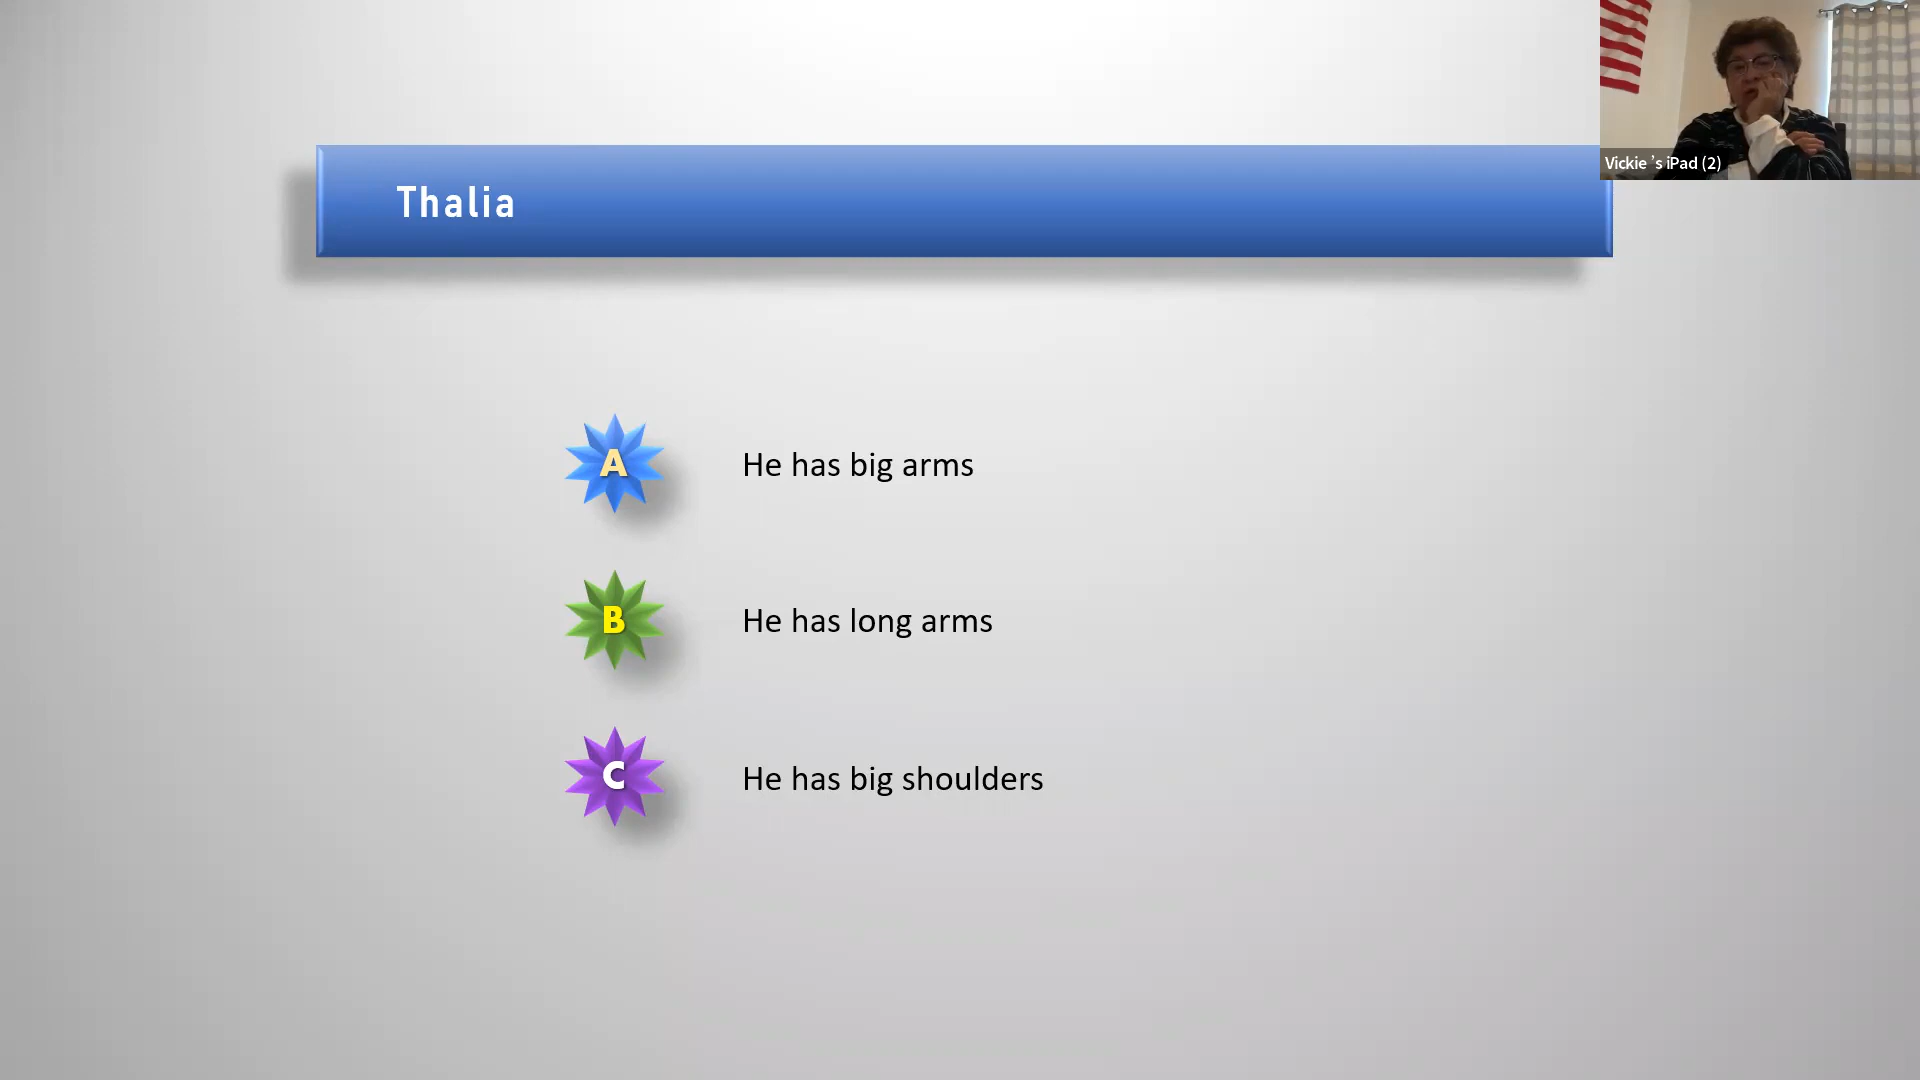 Thalia
Vickie 's iPad (2)
A
He has big arms
B
He has long arms
C
He has big shoulders